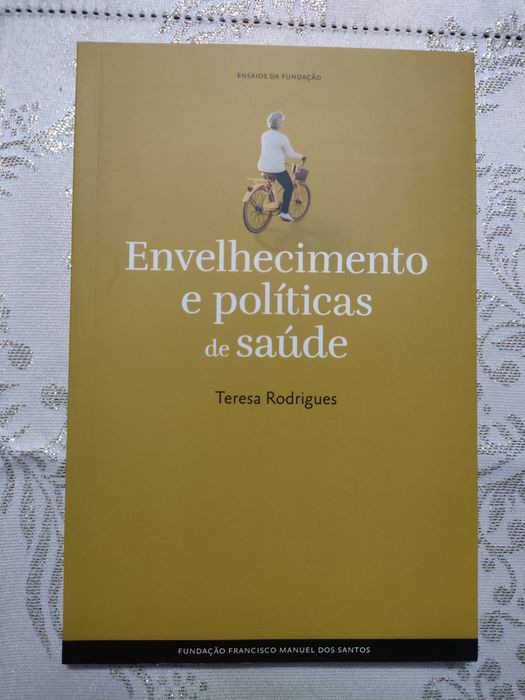 ENSAIOS DA FUNDAÇÃO
Envelhecimento
e políticas
de saúde
Teresa Rodrigues
FUNDAÇÃO FRANCISCO MANUEL DOS SANTOS